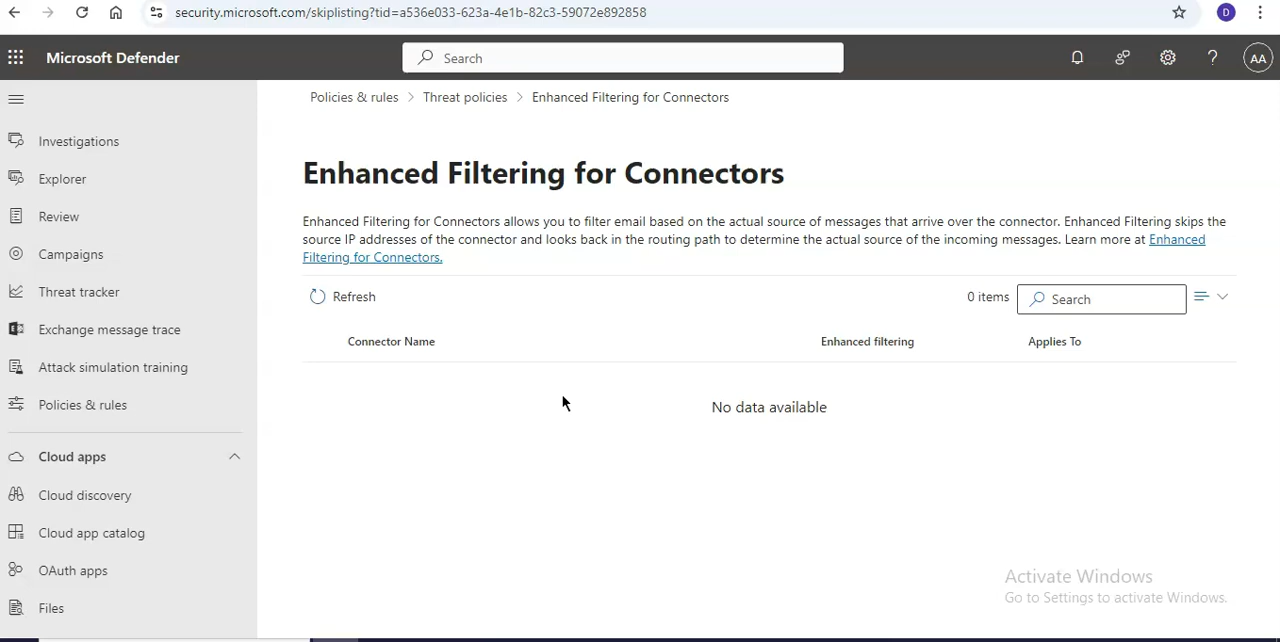 security.microsoft.com/skiplisting?tid=a536e033-623a-4e1b-82c3-59072e892858
D
Microsoft Defender
Search
AA
Policies & rules > Threat policies > Enhanced Filtering for Connectors
Investigations
Explorer
Review
Campaigns
Threat tracker
Exchange message trace
Attack simulation training
Policies & rules
Cloud apps
Cloud discovery
Cloud app catalog
OAuth apps
Files
Enhanced Filtering for Connectors
Enhanced Filtering for Connectors allows you to filter email based on the actual source of messages that arrive over the connector. Enhanced Filtering skips the
source IP addresses of the connector and looks back in the routing path to determine the actual source of the incoming messages. Learn more at Enhanced
Filtering for Connectors.
Refresh
0 items
Search
Connector Name
Enhanced filtering
Applies To
No data available
Activate Windows
Go to Settings to activate Windows.